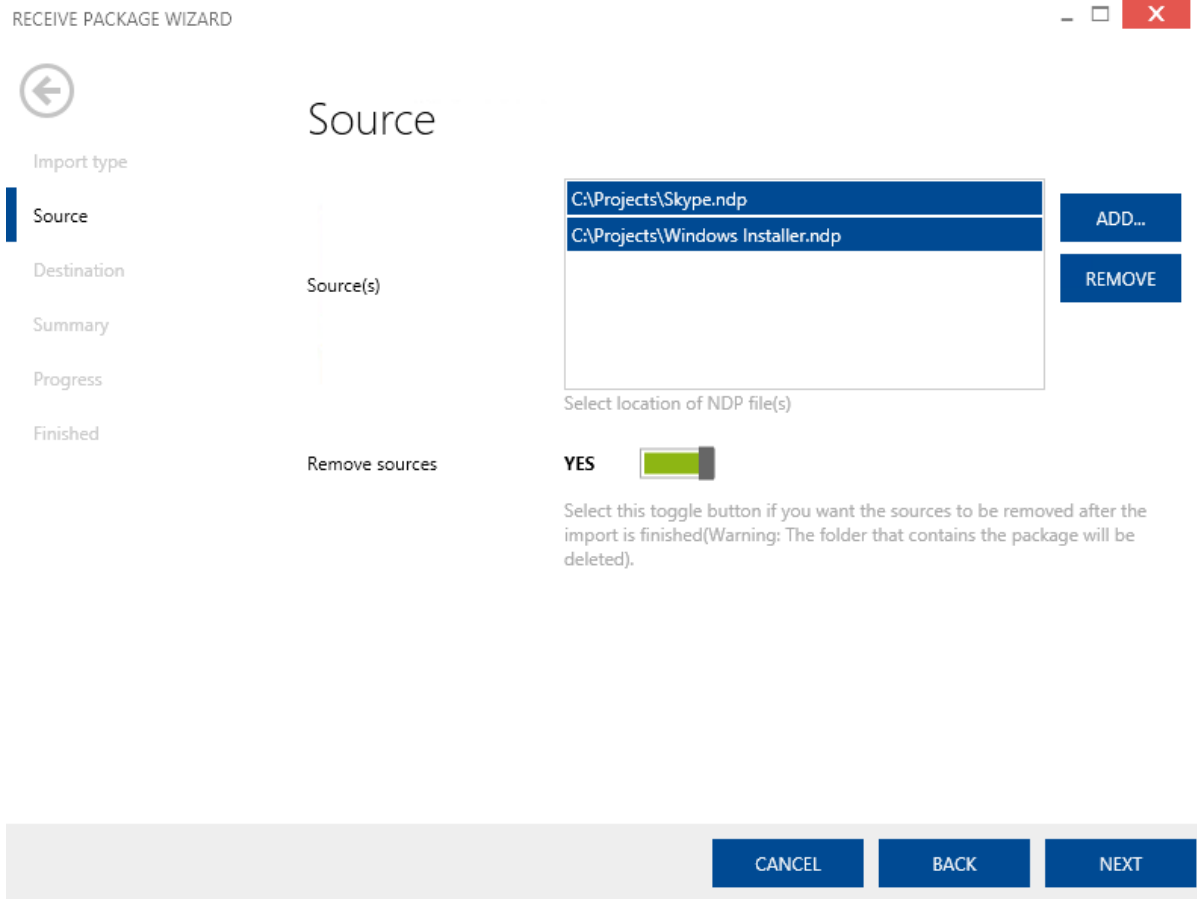 RECEIVE PACKAGE WIZARD
Import type
Source
Destination
Summary
Progress
Finished
Source
Source(s)
C:\Projects\Skype.ndp
C:\Projects\Windows Installer.ndp
ADD...
REMOVE
Select location of NDP file(s)
Remove sources
YES
Select this toggle button if you want the sources to be removed after the
import is finished(Warning: The folder that contains the package will be
deleted).
CANCEL
BACK
NEXT